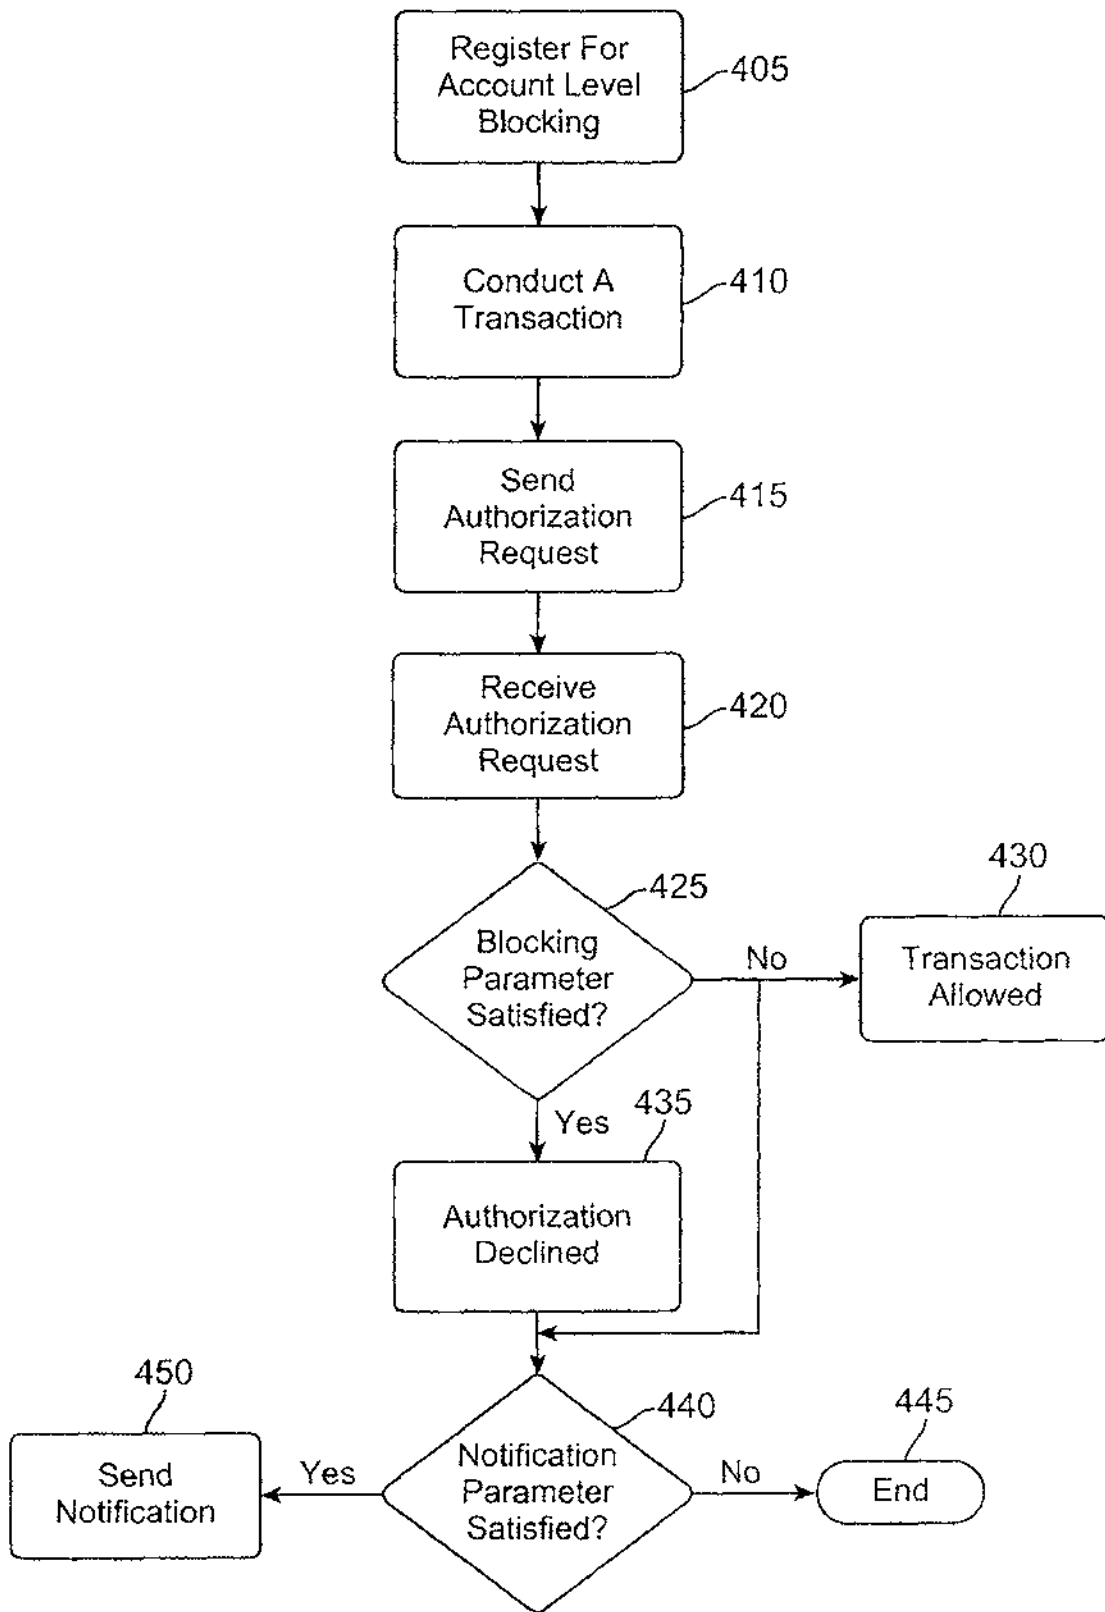 Register For
Account Level
Blocking
405
Conduct A
Transaction
410
Send
Authorization
Request
415
Receive
Authorization
Request
420
425
Blocking
Parameter
Satisfied?
No
430
Transaction
Allowed
Yes
435
Authorization
Declined
440
Notification
Parameter
Satisfied?
Yes
450
Send
Notification
No
445
End